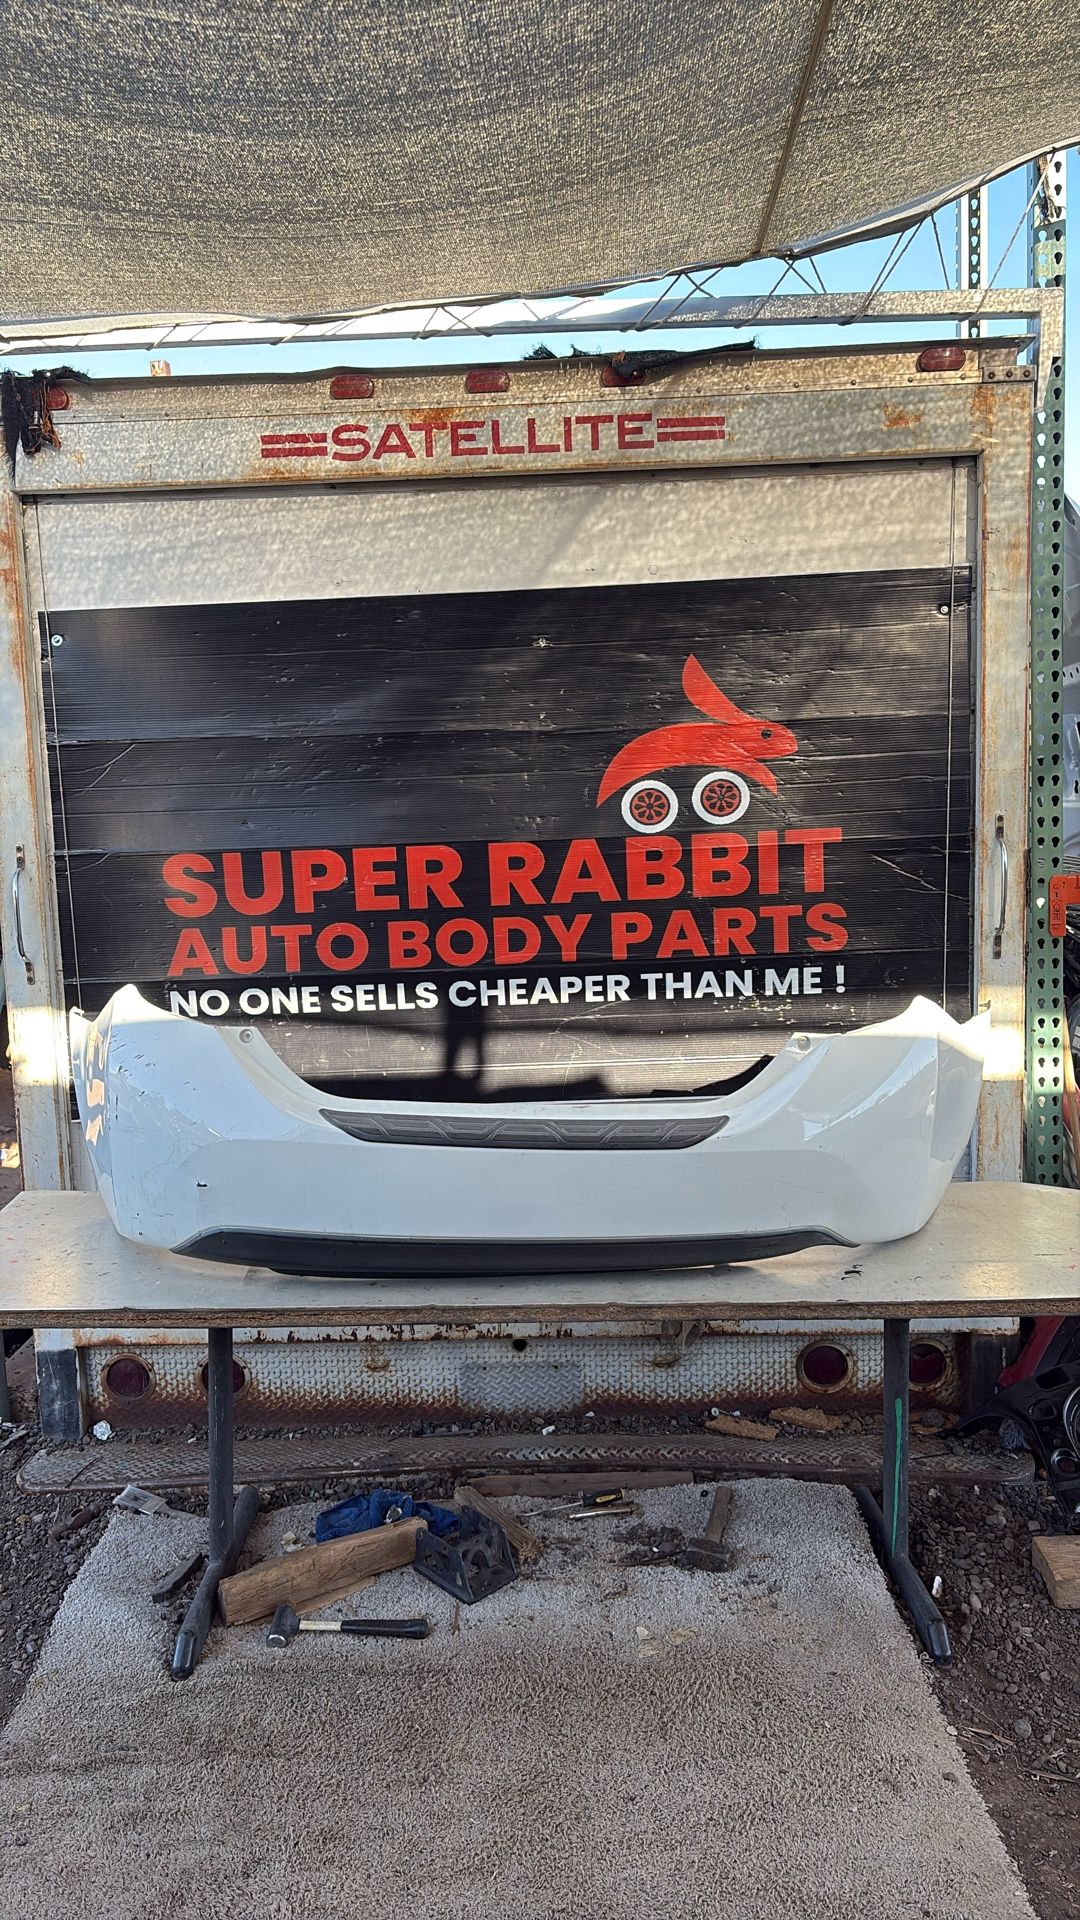 SATELLITE
SUPER RABBIT
AUTO BODY PARTS
NO ONE SELLS CHEAPER THAN ME !